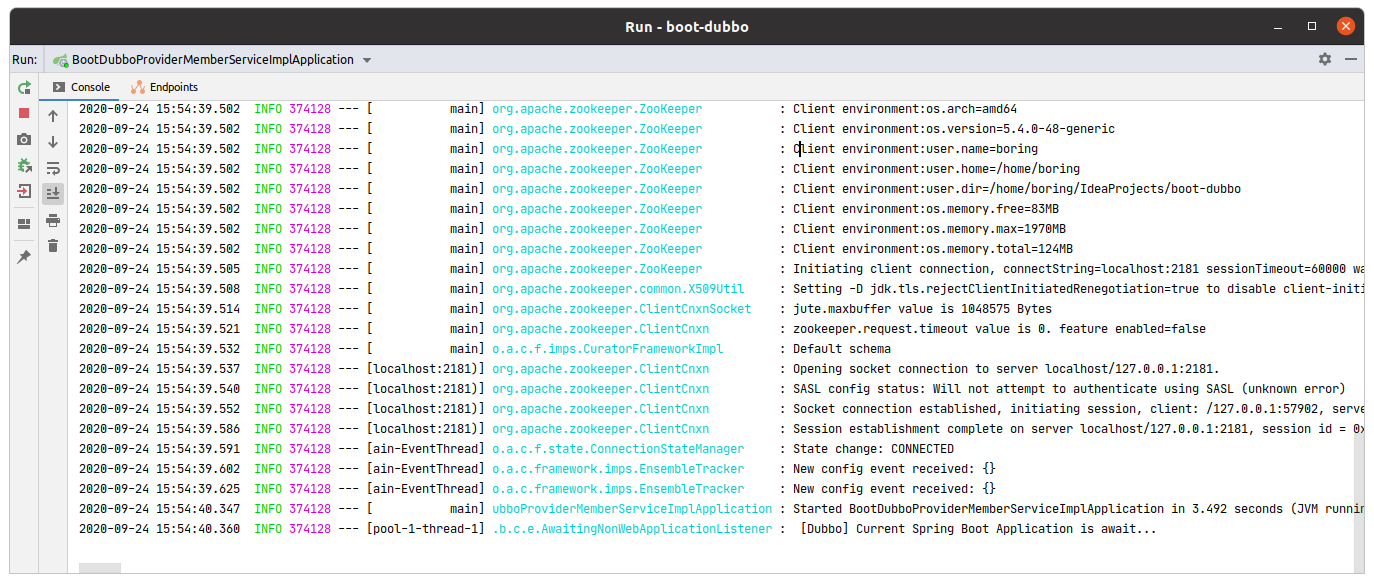 Run - boot-dubbo
Run: BootDubboProviderMemberServiceImplApplication
Console Endpoints
2020-09-24 15:54:39.502  INFO 374128 --- [           main] org.apache.zookeeper.ZooKeeper           : Client environment:os.arch=amd64
2020-09-24 15:54:39.502  INFO 374128 --- [           main] org.apache.zookeeper.ZooKeeper           : Client environment:os.version=5.4.0-48-generic
2020-09-24 15:54:39.502  INFO 374128 --- [           main] org.apache.zookeeper.ZooKeeper           : Client environment:user.name=boring
2020-09-24 15:54:39.502  INFO 374128 --- [           main] org.apache.zookeeper.ZooKeeper           : Client environment:user.home=/home/boring
2020-09-24 15:54:39.502  INFO 374128 --- [           main] org.apache.zookeeper.ZooKeeper           : Client environment:user.dir=/home/boring/IdeaProjects/boot-dubbo
2020-09-24 15:54:39.502  INFO 374128 --- [           main] org.apache.zookeeper.ZooKeeper           : Client environment:os.memory.free=83MB
2020-09-24 15:54:39.502  INFO 374128 --- [           main] org.apache.zookeeper.ZooKeeper           : Client environment:os.memory.max=1970MB
2020-09-24 15:54:39.502  INFO 374128 --- [           main] org.apache.zookeeper.ZooKeeper           : Client environment:os.memory.total=124MB
2020-09-24 15:54:39.505  INFO 374128 --- [           main] org.apache.zookeeper.ZooKeeper           : Initiating client connection, connectString=localhost:2181 sessionTimeout=60000 wa
2020-09-24 15:54:39.508  INFO 374128 --- [           main] org.apache.zookeeper.common.X509Util     : Setting -D jdk.tls.rejectClientInitiatedRenegotiation=true to disable client-initi
2020-09-24 15:54:39.514  INFO 374128 --- [           main] org.apache.zookeeper.ClientCnxnSocket    : jute.maxbuffer value is 1048575 Bytes
2020-09-24 15:54:39.521  INFO 374128 --- [           main] org.apache.zookeeper.ClientCnxn          : zookeeper.request.timeout value is 0. feature enabled=false
2020-09-24 15:54:39.532  INFO 374128 --- [           main] o.a.c.f.imps.CuratorFrameworkImpl        : Default schema
2020-09-24 15:54:39.537  INFO 374128 --- [localhost:2181)] org.apache.zookeeper.ClientCnxn          : Opening socket connection to server localhost/127.0.0.1:2181.
2020-09-24 15:54:39.540  INFO 374128 --- [localhost:2181)] org.apache.zookeeper.ClientCnxn          : SASL config status: Will not attempt to authenticate using SASL (unknown error)
2020-09-24 15:54:39.552  INFO 374128 --- [localhost:2181)] org.apache.zookeeper.ClientCnxn          : Socket connection established, initiating session, client: /127.0.0.1:57902, serve
2020-09-24 15:54:39.586  INFO 374128 --- [localhost:2181)] org.apache.zookeeper.ClientCnxn          : Session establishment complete on server localhost/127.0.0.1:2181, session id = 0x
2020-09-24 15:54:39.591  INFO 374128 --- [ain-EventThread] o.a.c.f.state.ConnectionStateManager     : State change: CONNECTED
2020-09-24 15:54:39.602  INFO 374128 --- [ain-EventThread] o.a.c.framework.imps.EnsembleTracker     : New config event received: {}
2020-09-24 15:54:39.625  INFO 374128 --- [ain-EventThread] o.a.c.framework.imps.EnsembleTracker     : New config event received: {}
2020-09-24 15:54:40.347  INFO 374128 --- [           main] ubboProviderMemberServiceImplApplication : Started BootDubboProviderMemberServiceImplApplication in 3.492 seconds (JVM runnin
2020-09-24 15:54:40.360  INFO 374128 --- [pool-1-thread-1] .b.c.e.AwaitingNonWebApplicationListener :  [Dubbo] Current Spring Boot Application is await...